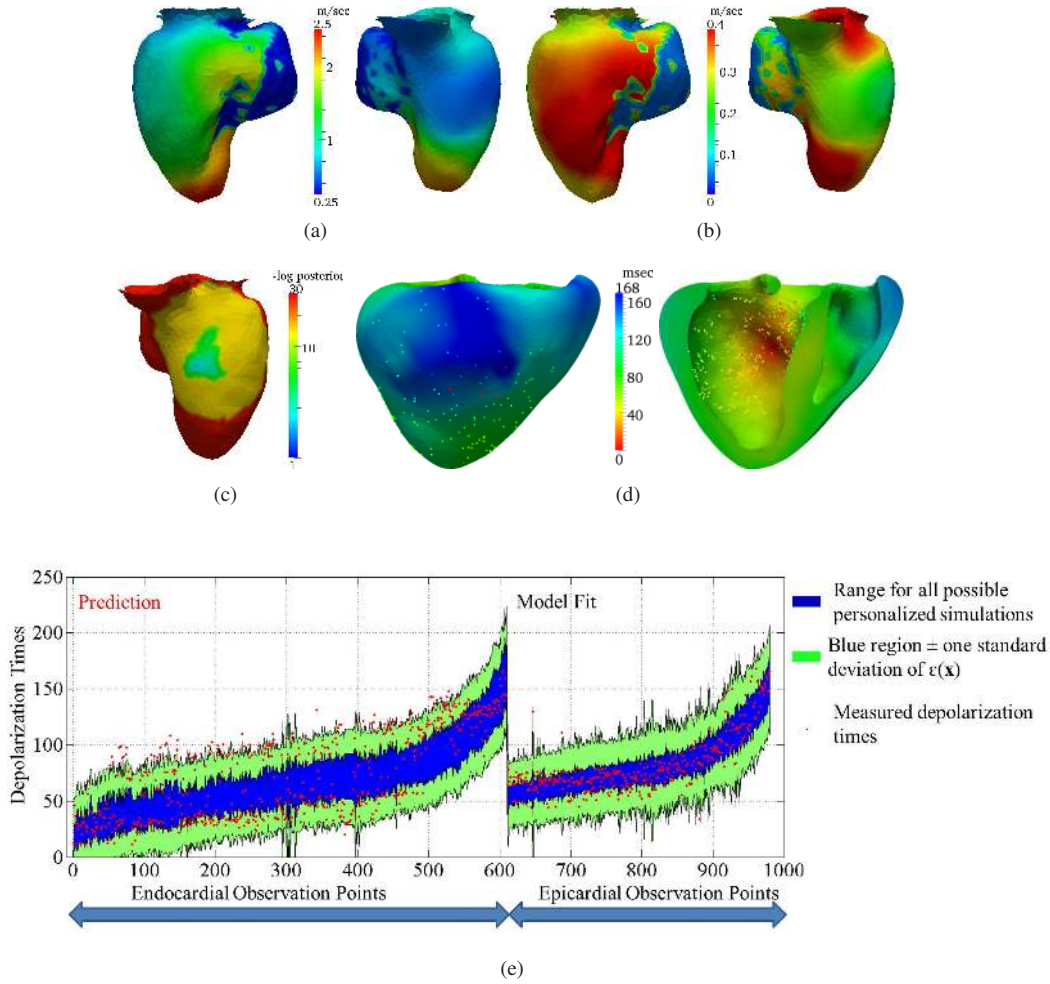 m/sec
2.5
2
1
0.25
m/sec
0.4
0.3
0.2
0.1
0
(a)
(b)
-log posterior
30
10
1
msec
168
160
120
80
40
0
(c)
(d)
250
200
150
100
50
0
Depolarization Times
Prediction
Model Fit
0 100 200 300 400 500 600 700 800 900 1000
Endocardial Observation Points
Epicardial Observation Points
Range for all possible
personalized simulations
Blue region ± one standard
deviation of ε(x)
Measured depolarization
times
(e)